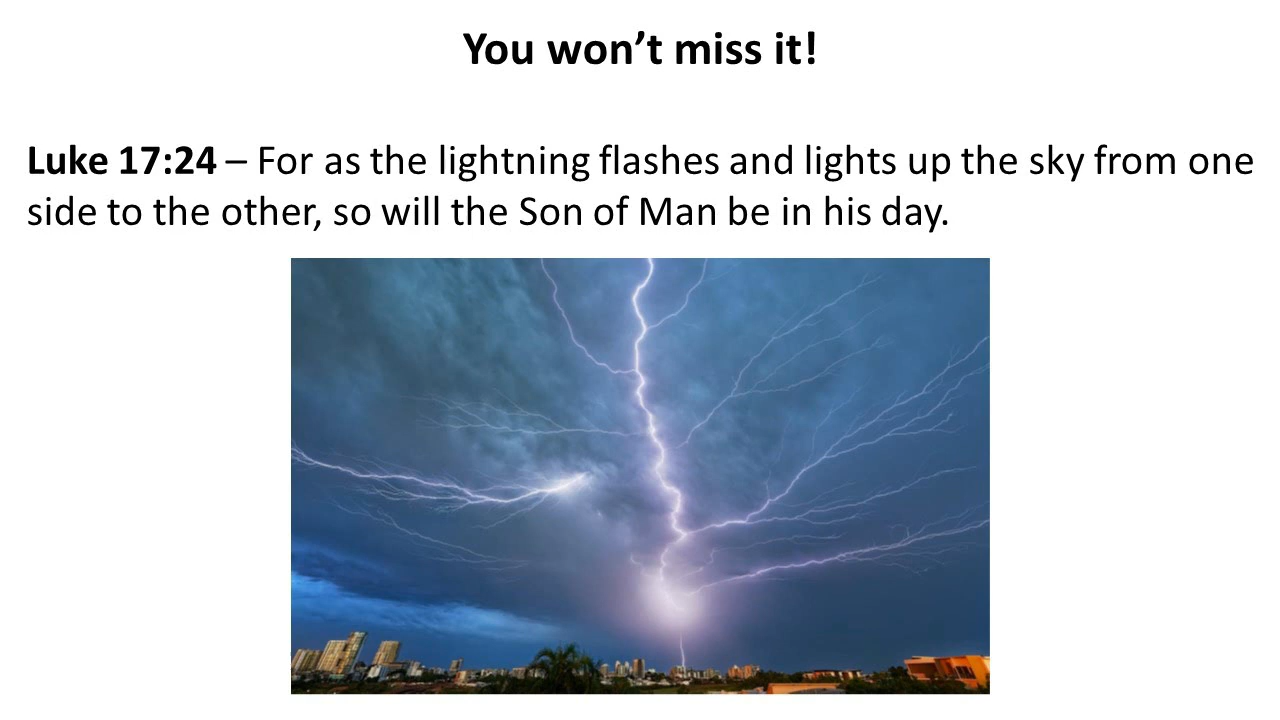 You won’t miss it!
Luke 17:24 – For as the lightning flashes and lights up the sky from one
side to the other, so will the Son of Man be in his day.